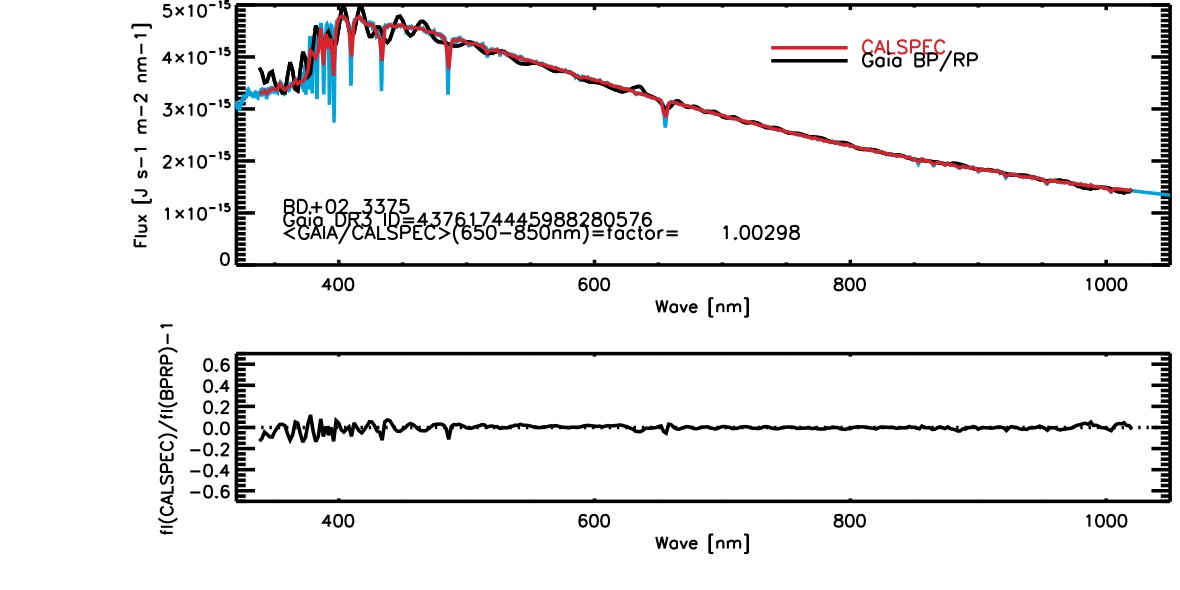 5×10−15
4×10−15
3×10−15
2×10−15
1×10−15
0
Flux [J s−1 m−2 nm−1]
CALSPEC
Gaia BP/RP
BD+02_3375
Gaia DR3 ID=4376174445988280576
<GAIA/CALSPEC>(650−850nm)=factor= 1.00298
400 600 800 1000
Wave [nm]
fl(CALSPEC)/fl(BPRP)−1
0.6
0.4
0.2
0.0
−0.2
−0.4
−0.6
400 600 800 1000
Wave [nm]